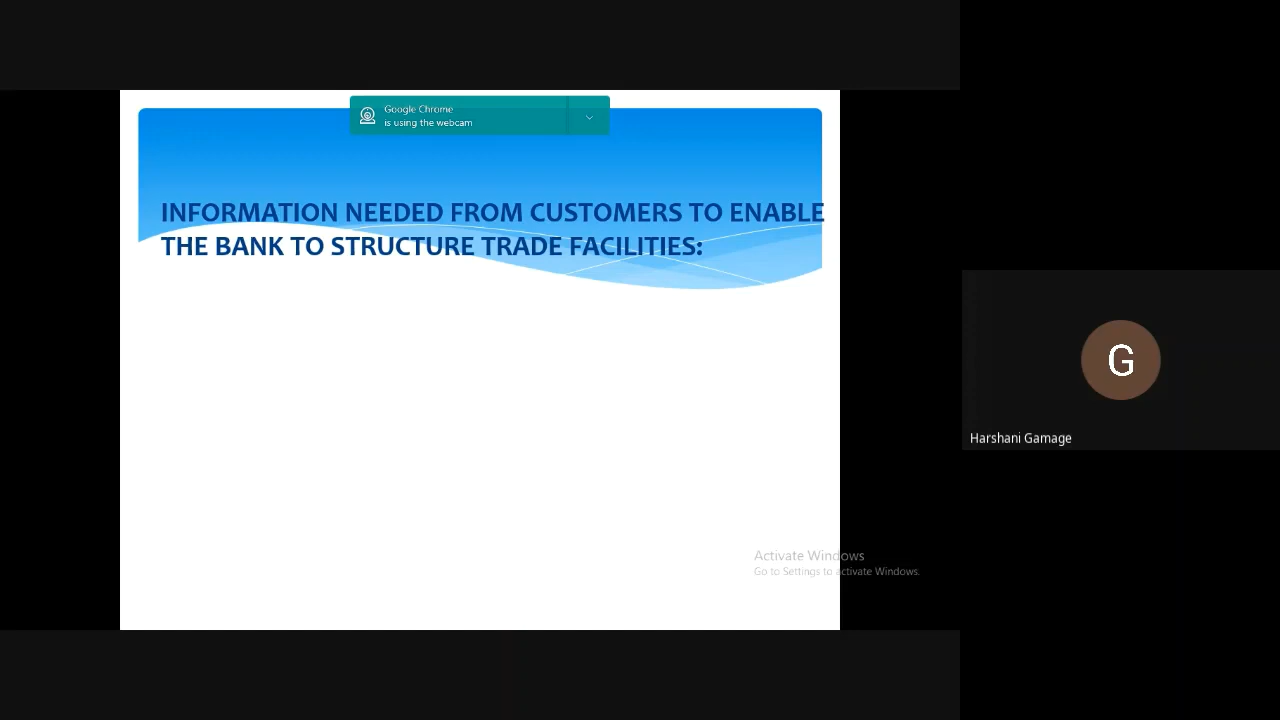 Google Chrome
is using the webcam
INFORMATION NEEDED FROM CUSTOMERS TO ENABLE
THE BANK TO STRUCTURE TRADE FACILITIES:
G
Harshani Gamage
Activate Windows
Go to Settings to activate Windows.